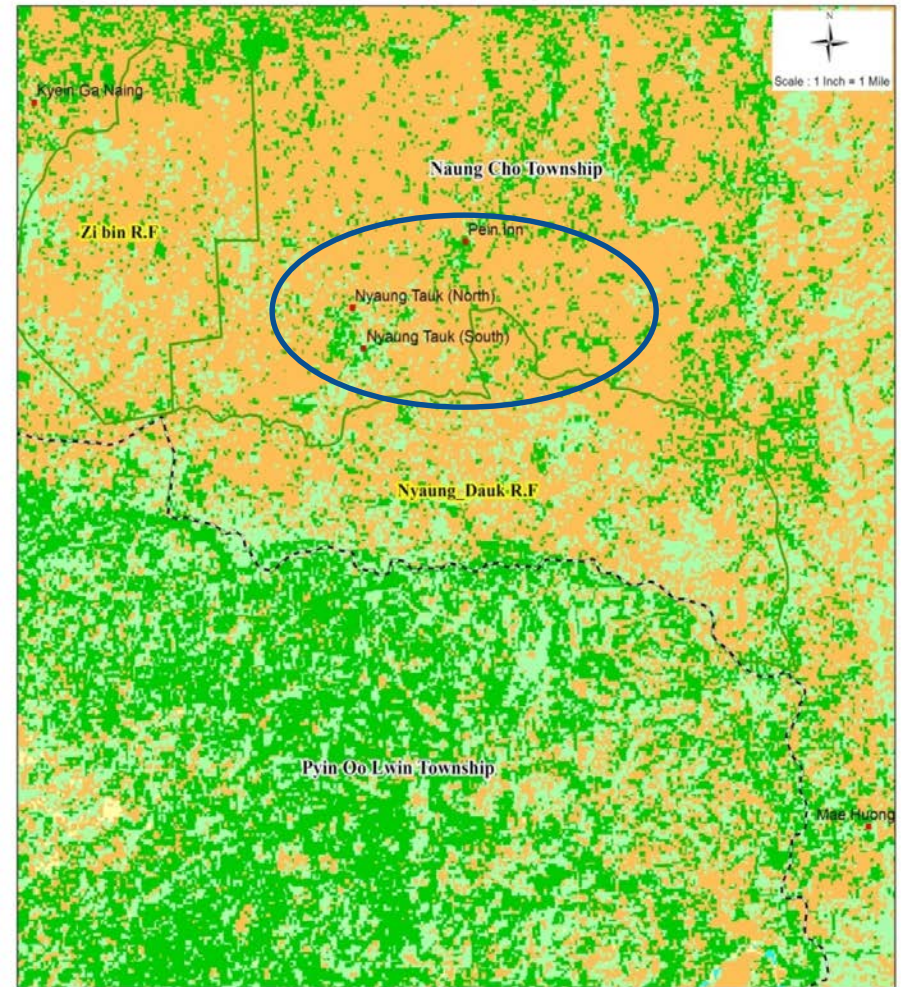 N
Scale : 1 Inch = 1 Mile
Kyein Ga Naing
Naung Cho Township
Zi bin R.F
Pein Inn
Nyaung Tauk (North)
Nyaung Tauk (South)
Nyaung_Dauk R.F
Pyin Oo Lwin Township
Mae Huong